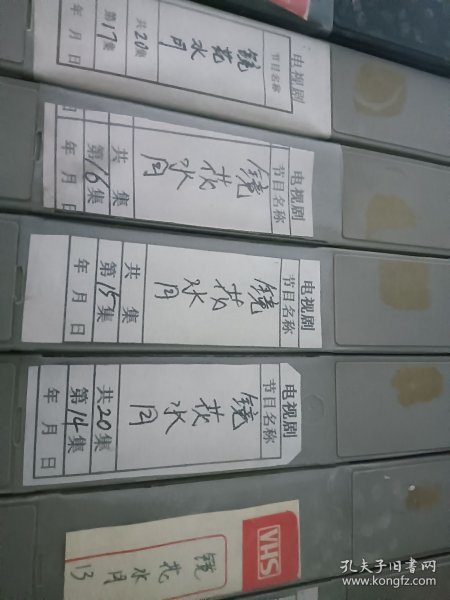 电视剧
节目名称
镜花水月
共20集
第17集
年 月 日
电视剧
节目名称
镜花水月
共 集
第16集
年 月 日
电视剧
节目名称
镜花水月
共 集
第15集
年 月 日
电视剧
节目名称
镜花水月
共20集
第14集
年 月 日
VHS
镜花水月
13
孔夫子旧书网
www.kongfz.com